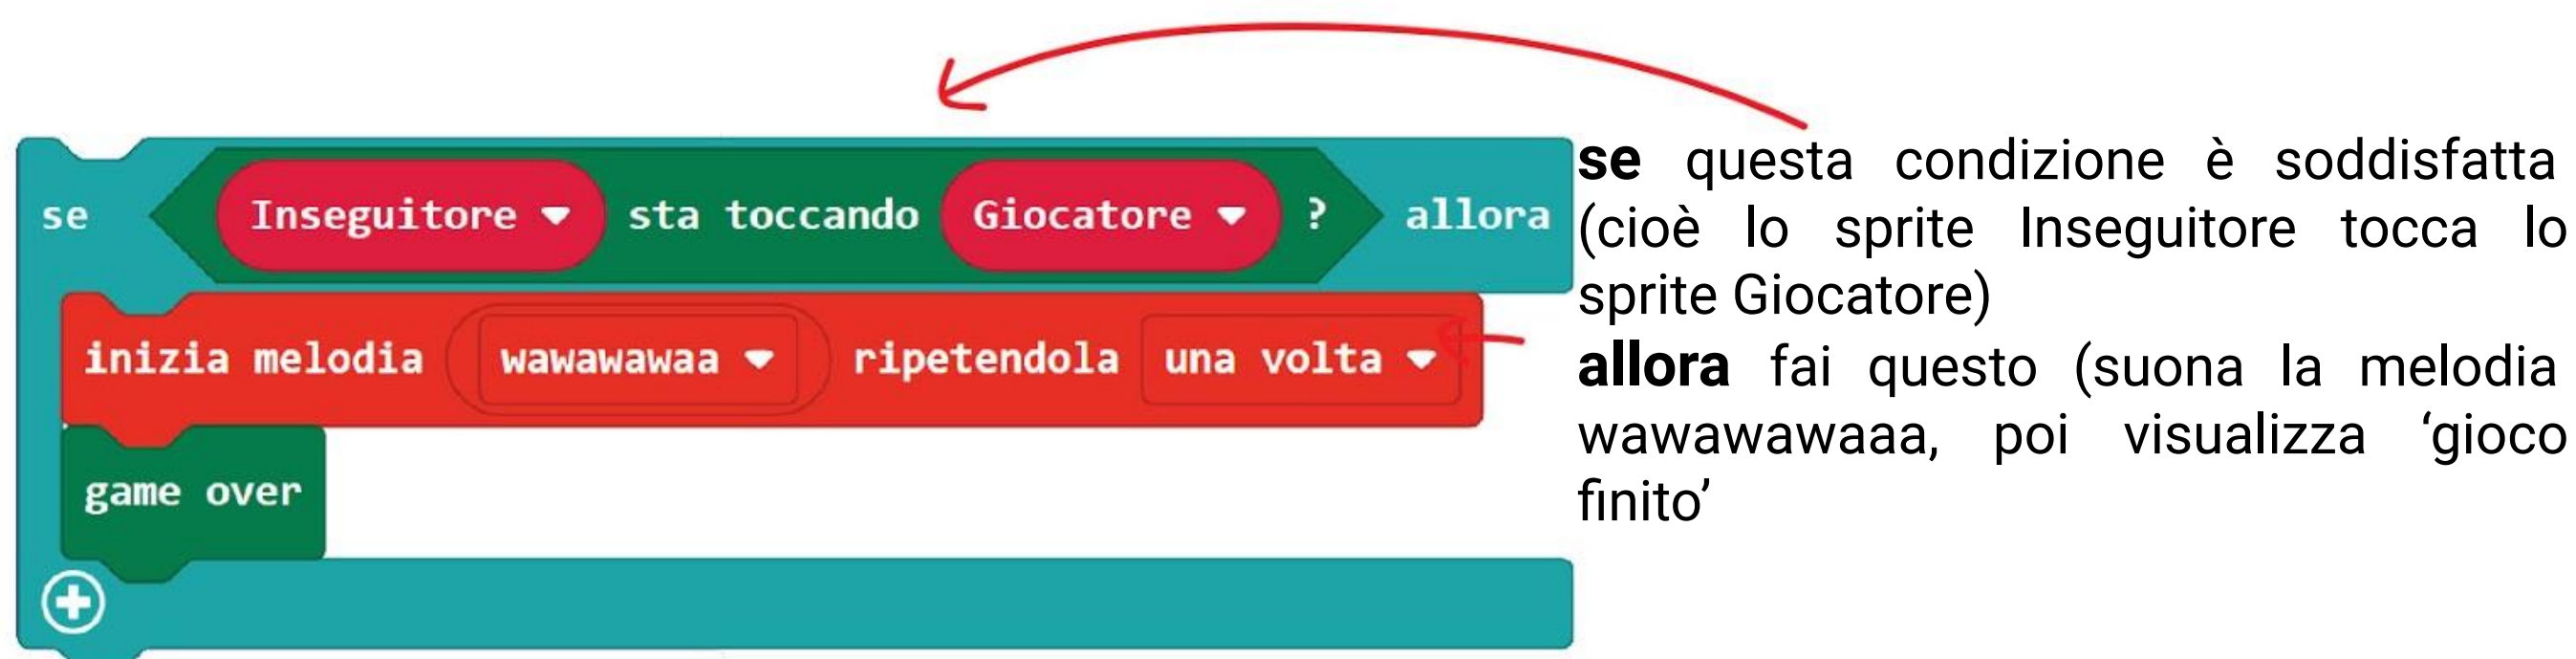 se Inseguitore sta toccando Giocatore ? allora
inizia melodia wawawawaa ripetendola una volta
game over
se questa condizione è soddisfatta
(cioè lo sprite Inseguitore tocca lo
sprite Giocatore)
allora fai questo (suona la melodia
wawawawaaa, poi visualizza ‘gioco
finito’